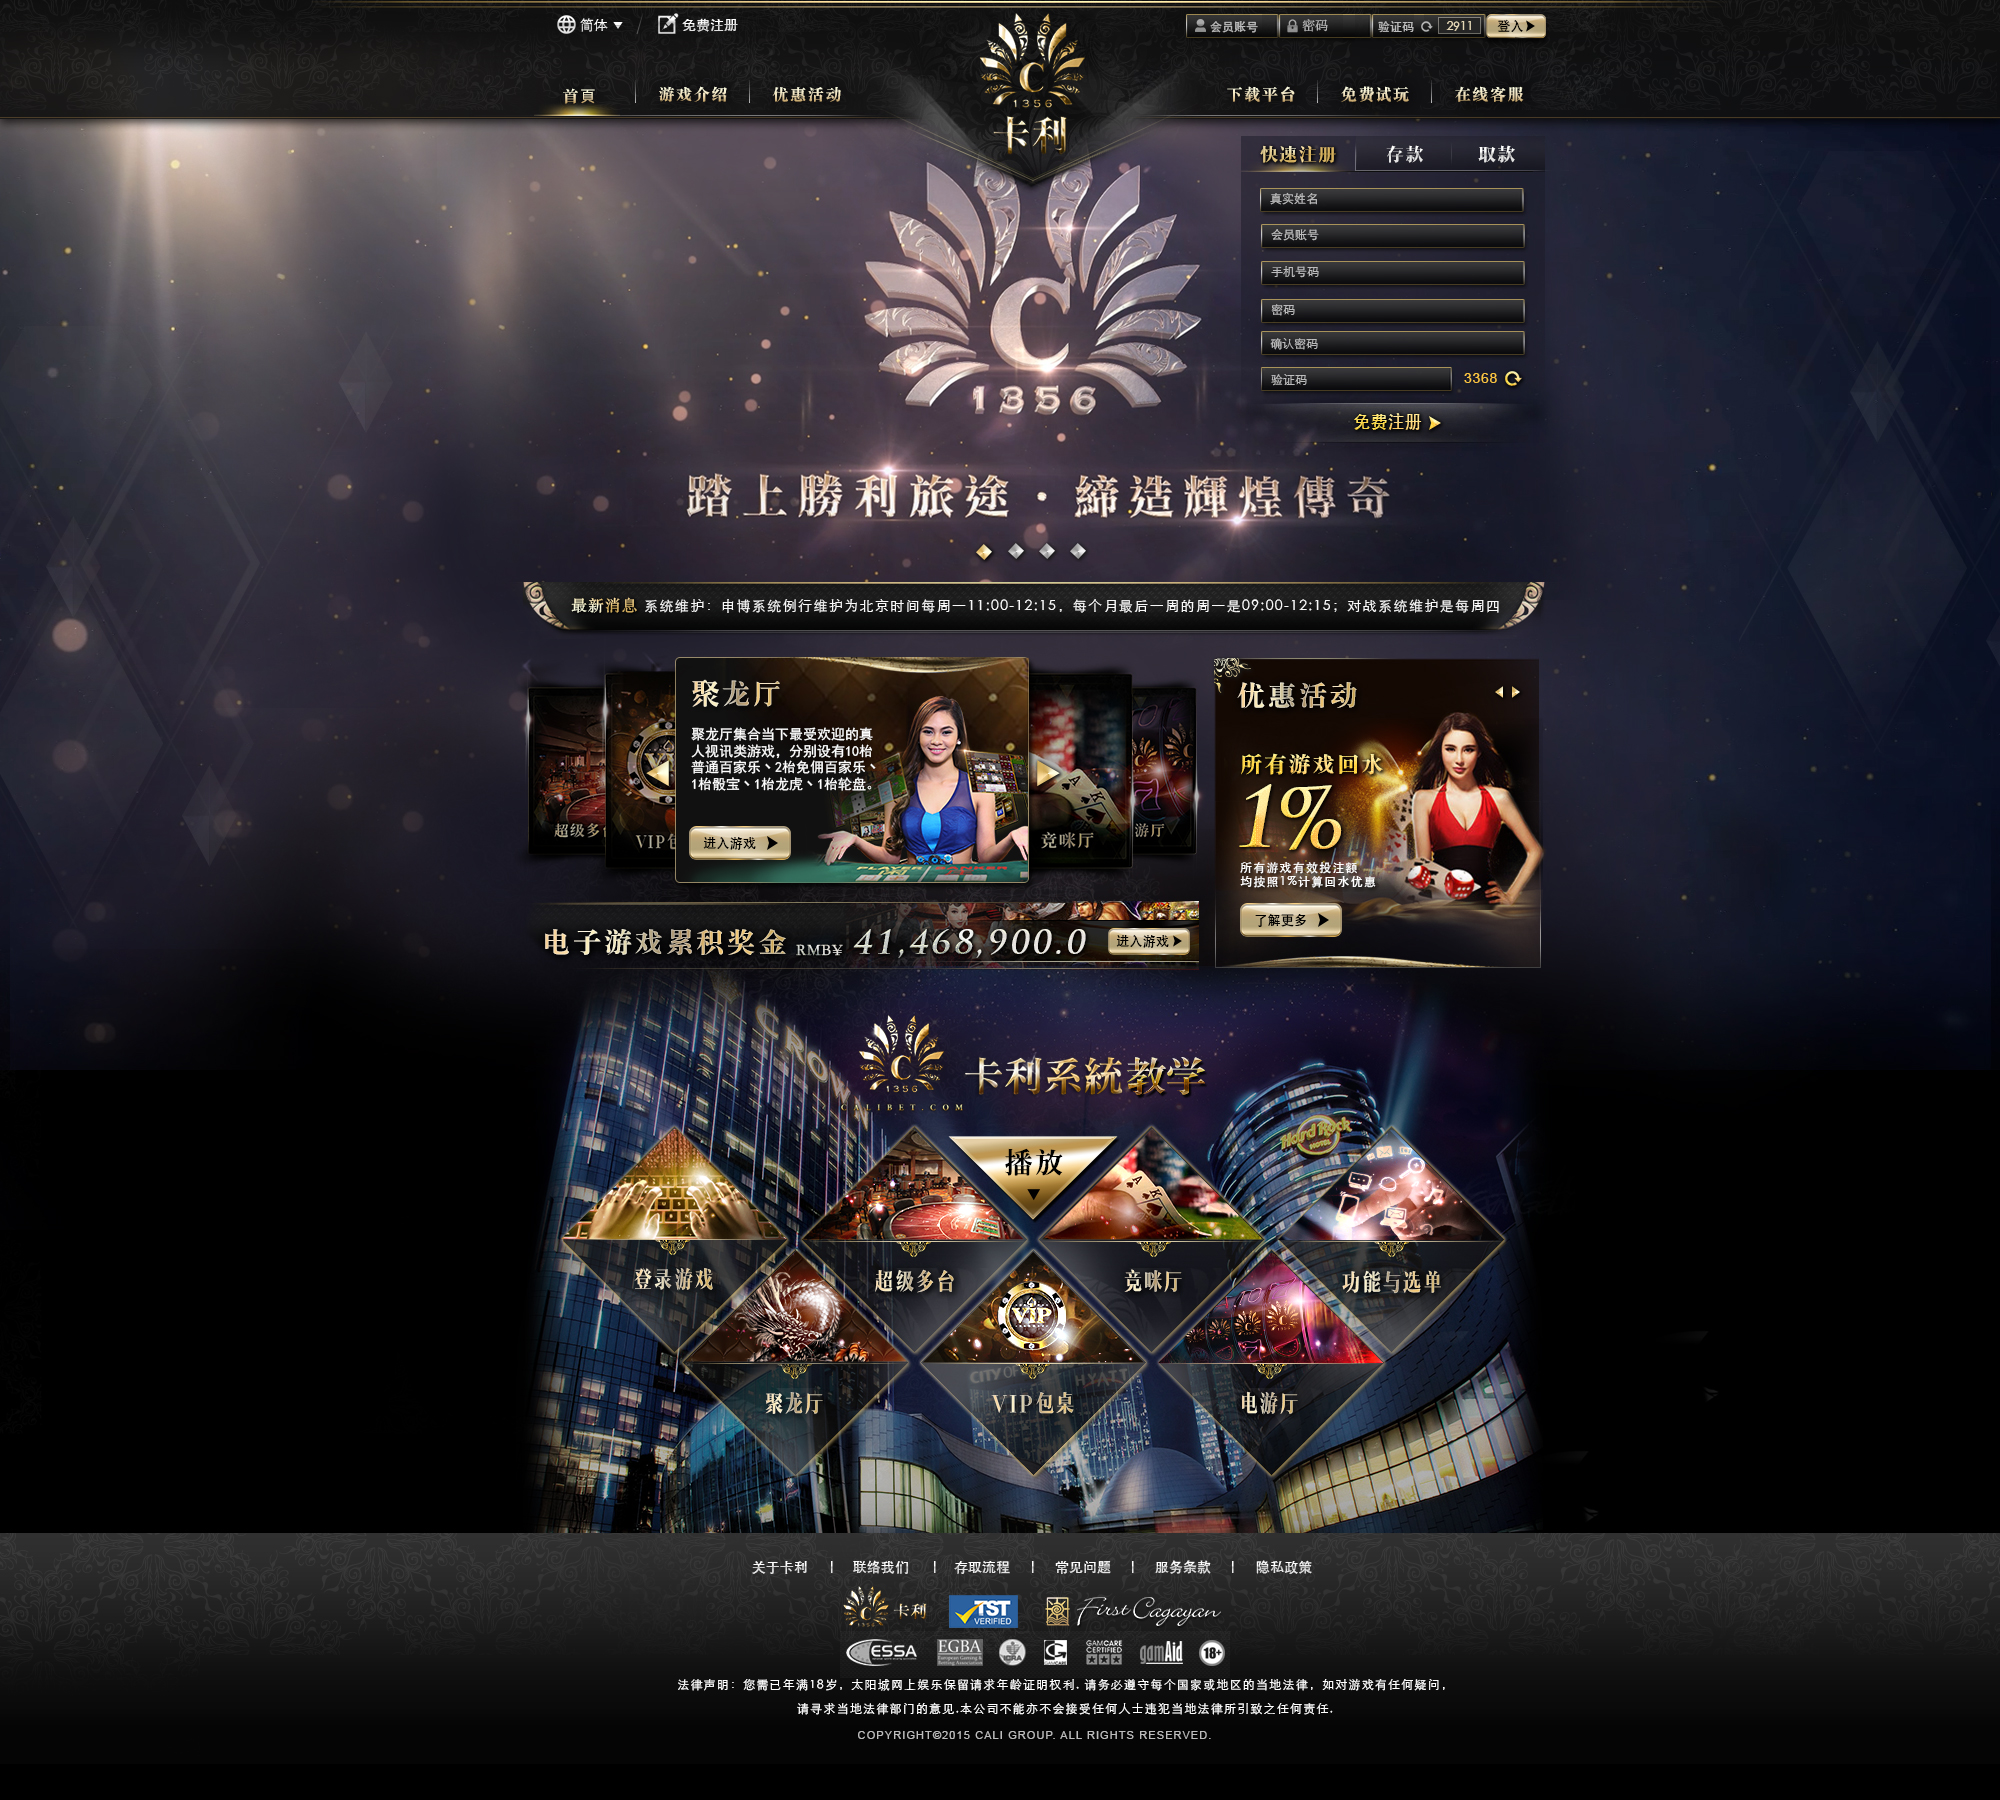 简体
免费注册
会员账号
密码
验证码
2911
登入
首頁
游戏介绍
优惠活动
C
1356
卡利
下载平台
免费试玩
在线客服
快速注册
存款
取款
真实姓名
会员账号
手机号码
密码
确认密码
验证码
3368
免费注册
C
1356
踏上勝利旅途·締造輝煌傳奇
最新消息 系统维护：申博系统例行维护为北京时间每周一11:00-12:15，每个月最后一周的周一是09:00-12:15；对战系统维护是每周四
超级多台
VIP包
聚龙厅
聚龙厅集合当下最受欢迎的真
人视讯类游戏，分别设有10枱
普通百家乐、2枱免佣百家乐、
1枱骰宝、1枱龙虎、1枱轮盘。
进入游戏
竞咪厅
游厅
优惠活动
所有游戏回水
1%
所有游戏有效投注额
均按照1%计算回水优惠
了解更多
电子游戏累积奖金 RMB¥ 41,468,900.0
进入游戏
CROWN
C
1356
CALIBET.COM
卡利系統教学
Hard Rock
HOTEL
播放
登录游戏
超级多台
竞咪厅
功能与选单
VIP
聚龙厅
VIP包桌
电游厅
CITY OF
HYATT
关于卡利 | 联络我们 | 存取流程 | 常见问题 | 服务条款 | 隐私政策
卡利
TST
VERIFIED
First Cagayan
ESSA
EGBA
European Gaming & Betting Association
GAMCARE
CERTIFIED
gamAid
18+
法律声明：您需已年满18岁，太阳城网上娱乐保留请求年龄证明权利.请务必遵守每个国家或地区的当地法律，如对游戏有任何疑问，
请寻求当地法律部门的意见.本公司不能亦不会接受任何人士违犯当地法律所引致之任何责任.
COPYRIGHT©2015 CALI GROUP. ALL RIGHTS RESERVED.